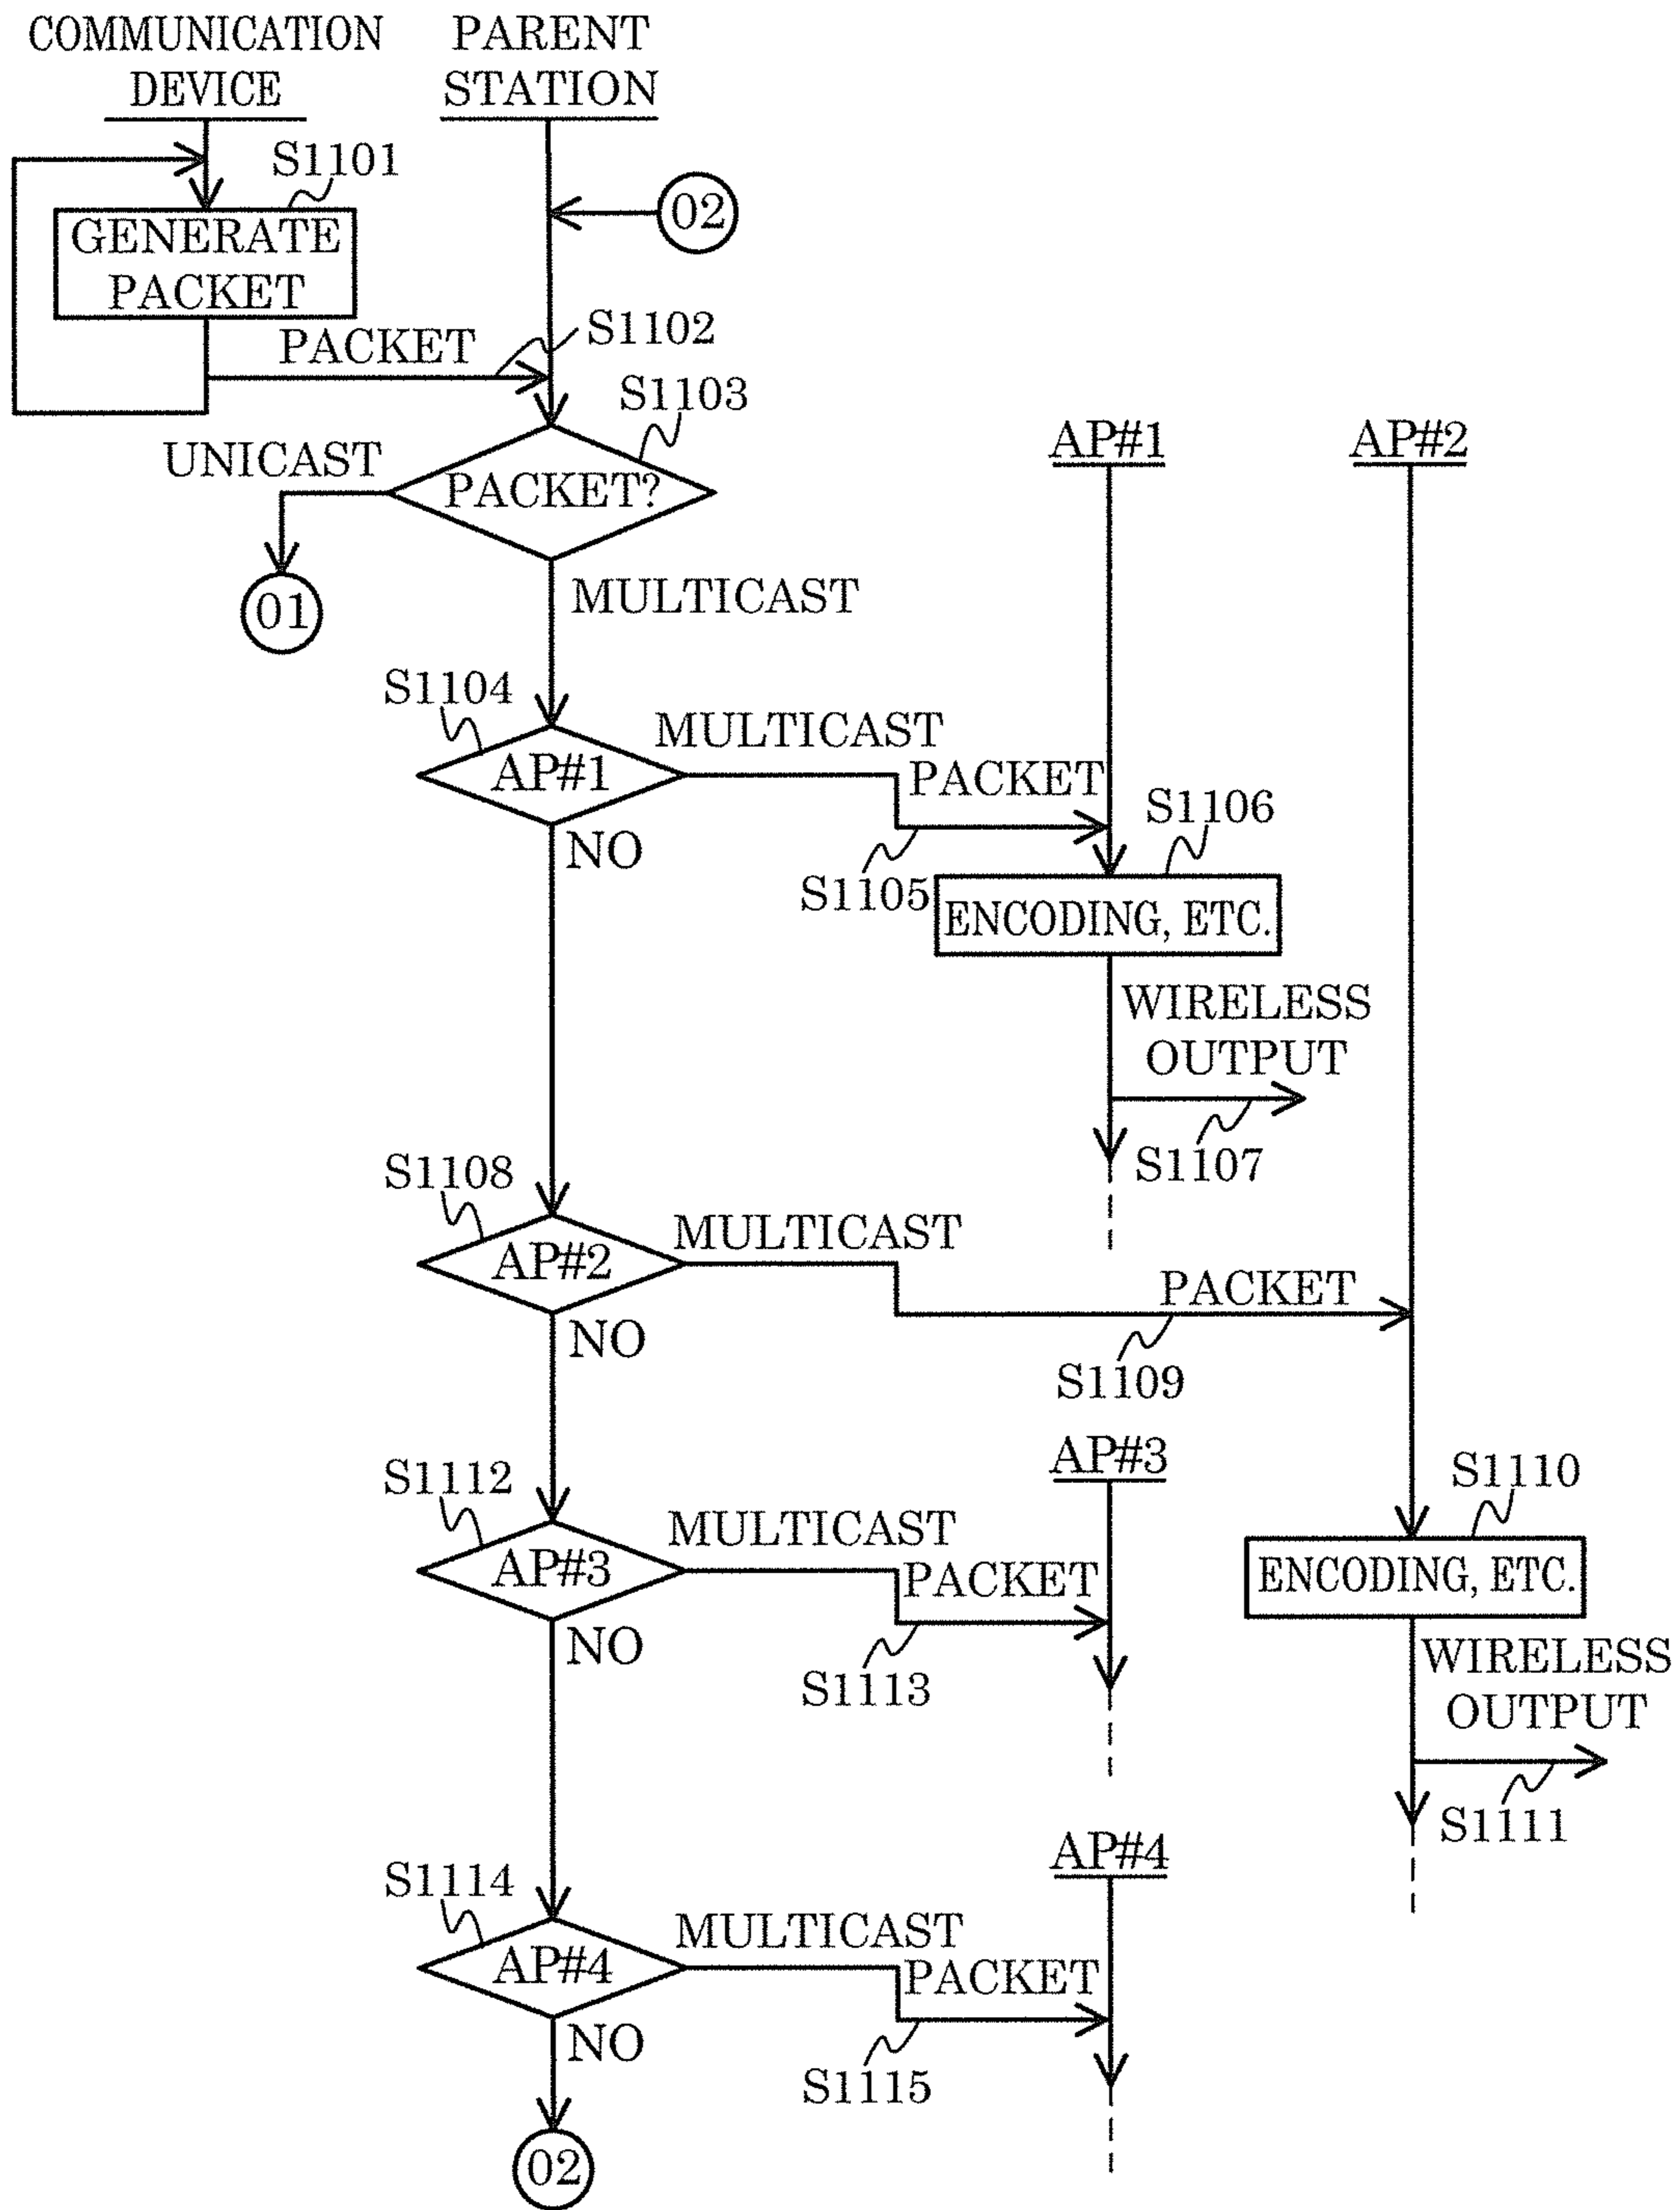 COMMUNICATION
DEVICE
PARENT
STATION
S1101
02
GENERATE
PACKET
PACKET
S1102
S1103
UNICAST
PACKET?
AP#1
AP#2
01
MULTICAST
S1104
AP#1
MULTICAST
PACKET
NO
S1105
S1106
ENCODING, ETC.
WIRELESS
OUTPUT
S1107
S1108
AP#2
MULTICAST
PACKET
NO
S1109
AP#3
S1110
S1112
AP#3
MULTICAST
PACKET
ENCODING, ETC.
NO
S1113
WIRELESS
OUTPUT
S1111
AP#4
S1114
AP#4
MULTICAST
PACKET
NO
S1115
02